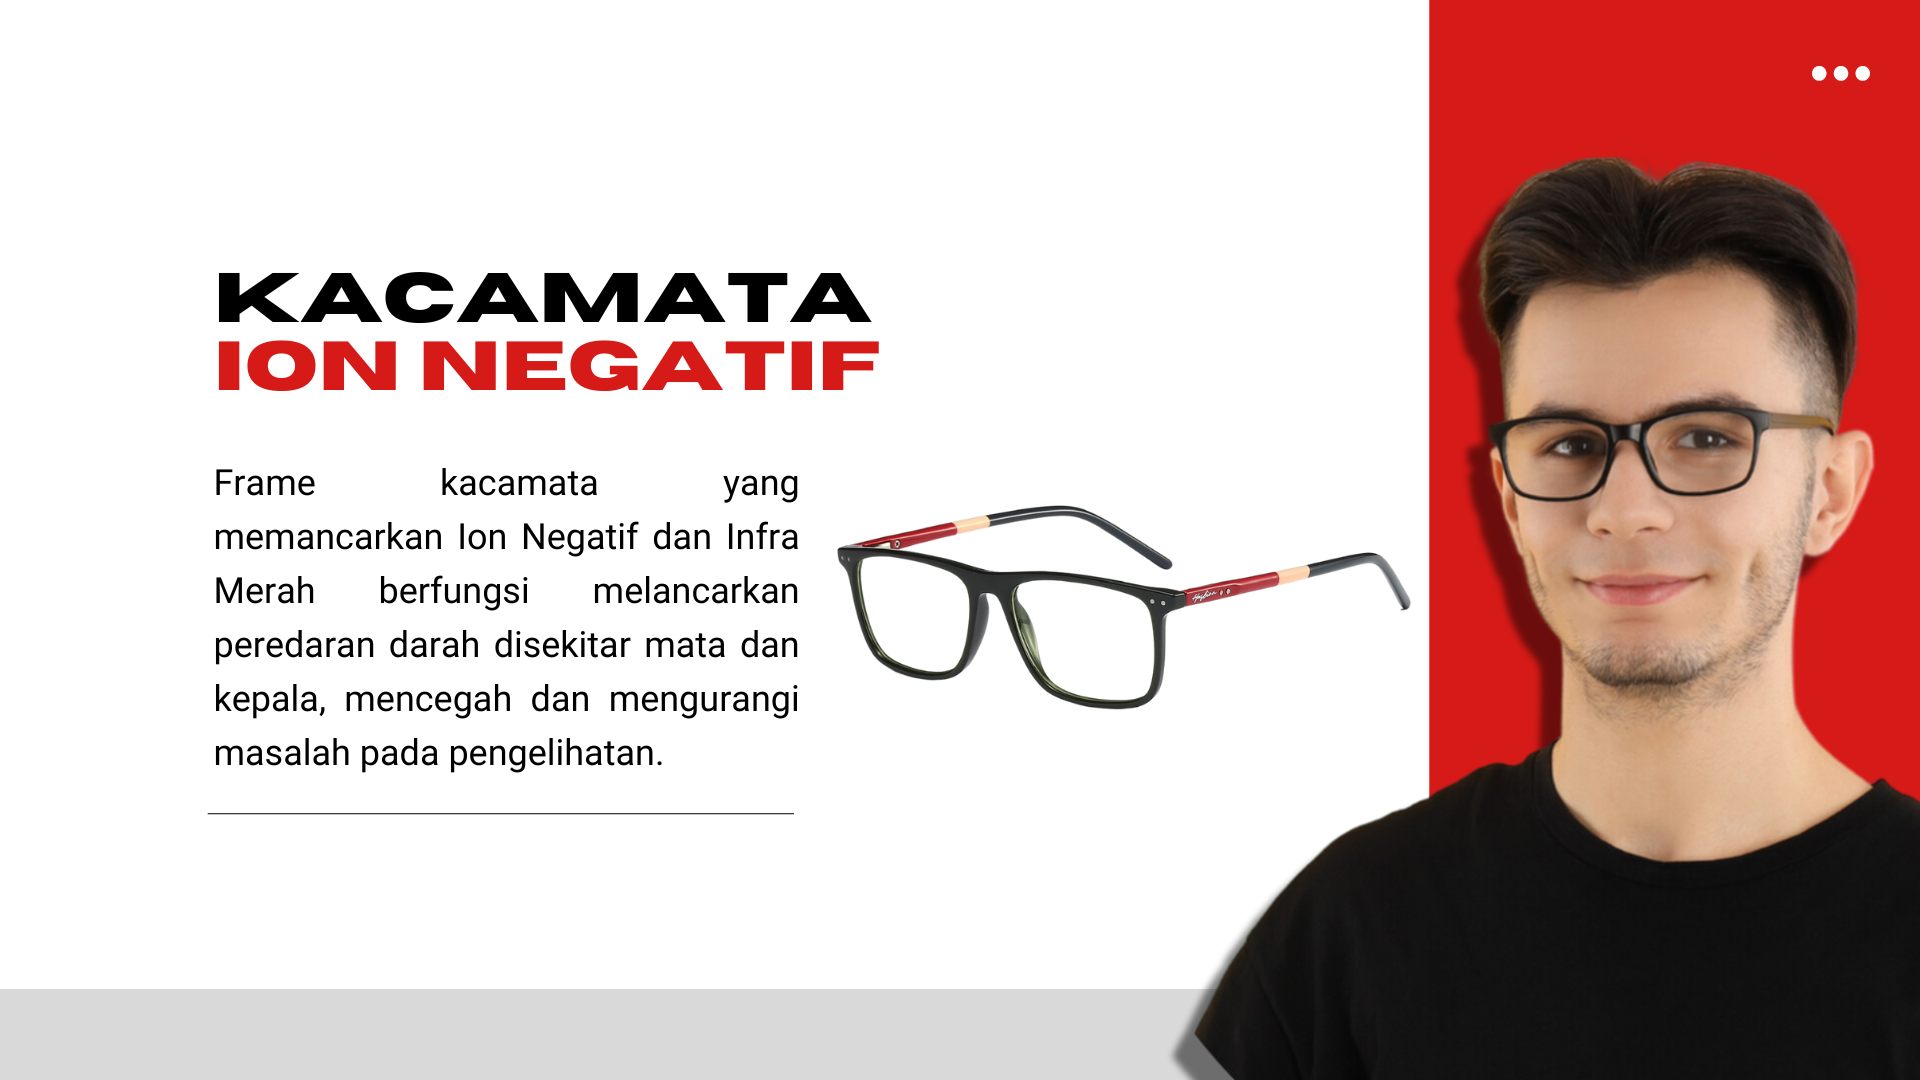 KACAMATA
ION NEGATIF
Frame kacamata yang
memancarkan Ion Negatif dan Infra
Merah berfungsi melancarkan
peredaran darah disekitar mata dan
kepala, mencegah dan mengurangi
masalah pada pengelihatan.